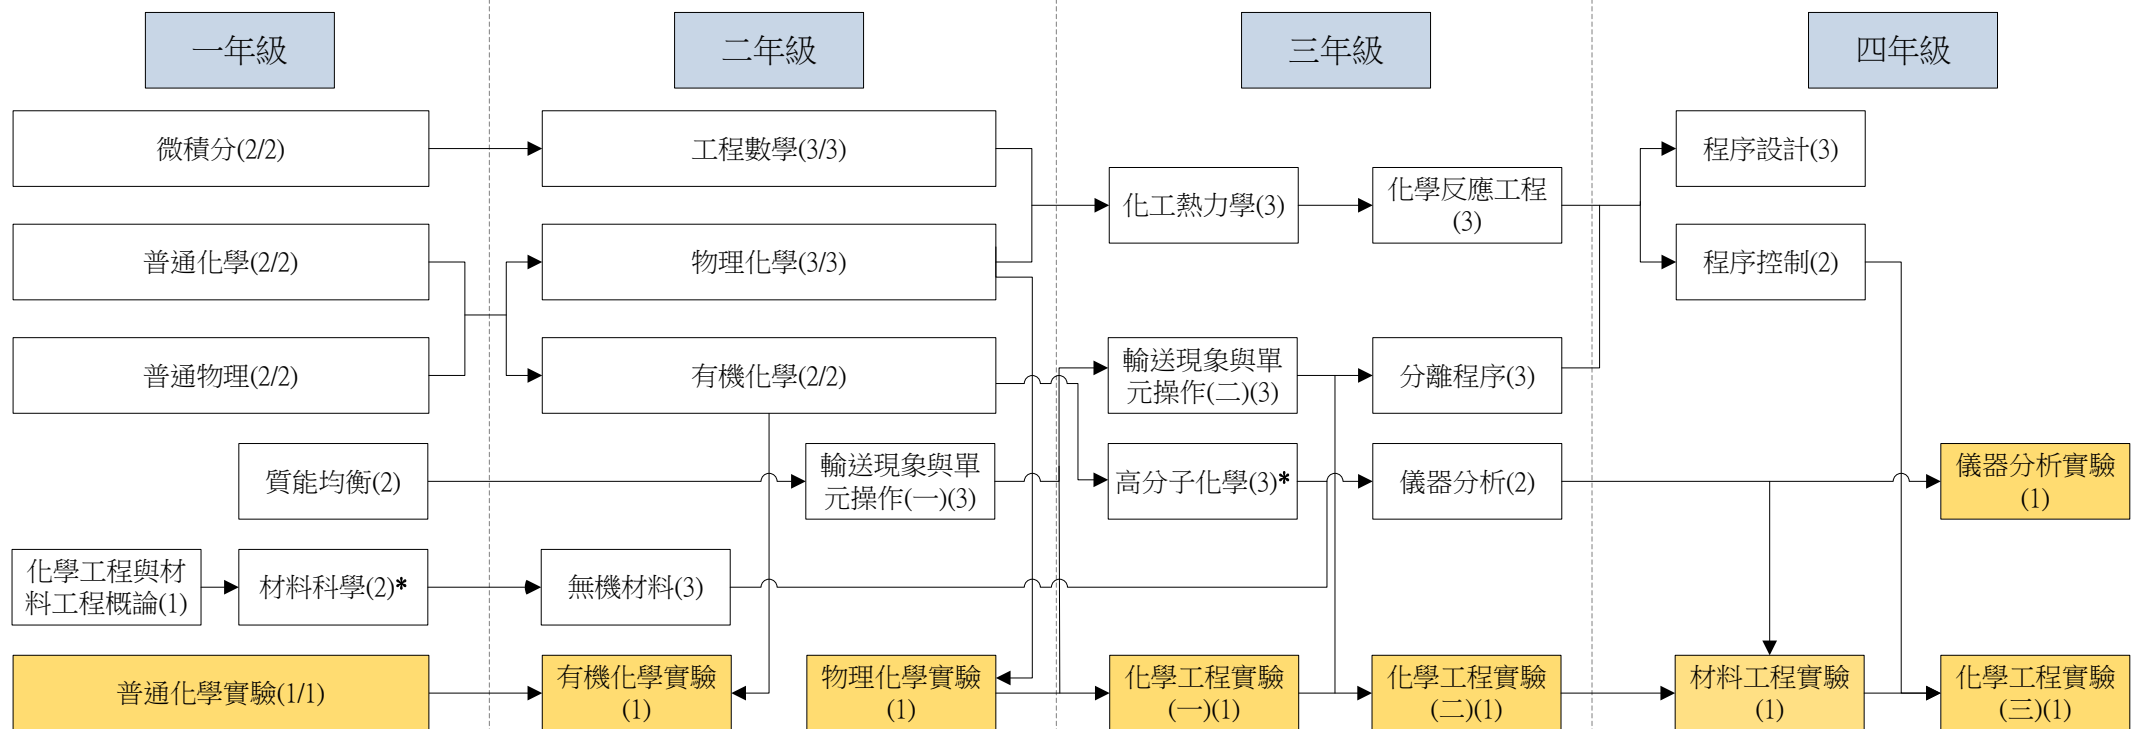 一年級
二年級
三年級
四年級
微積分(2/2)
工程數學(3/3)
程序設計(3)
化工熱力學(3)
化學反應工程
(3)
普通化學(2/2)
物理化學(3/3)
程序控制(2)
普通物理(2/2)
有機化學(2/2)
輸送現象與單
元操作(二)(3)
分離程序(3)
質能均衡(2)
輸送現象與單
元操作(一)(3)
高分子化學(3)*
儀器分析(2)
儀器分析實驗
(1)
化學工程與材
料工程概論(1)
材料科學(2)*
無機材料(3)
普通化學實驗(1/1)
有機化學實驗
(1)
物理化學實驗
(1)
化學工程實驗
(一)(1)
化學工程實驗
(二)(1)
材料工程實驗
(1)
化學工程實驗
(三)(1)